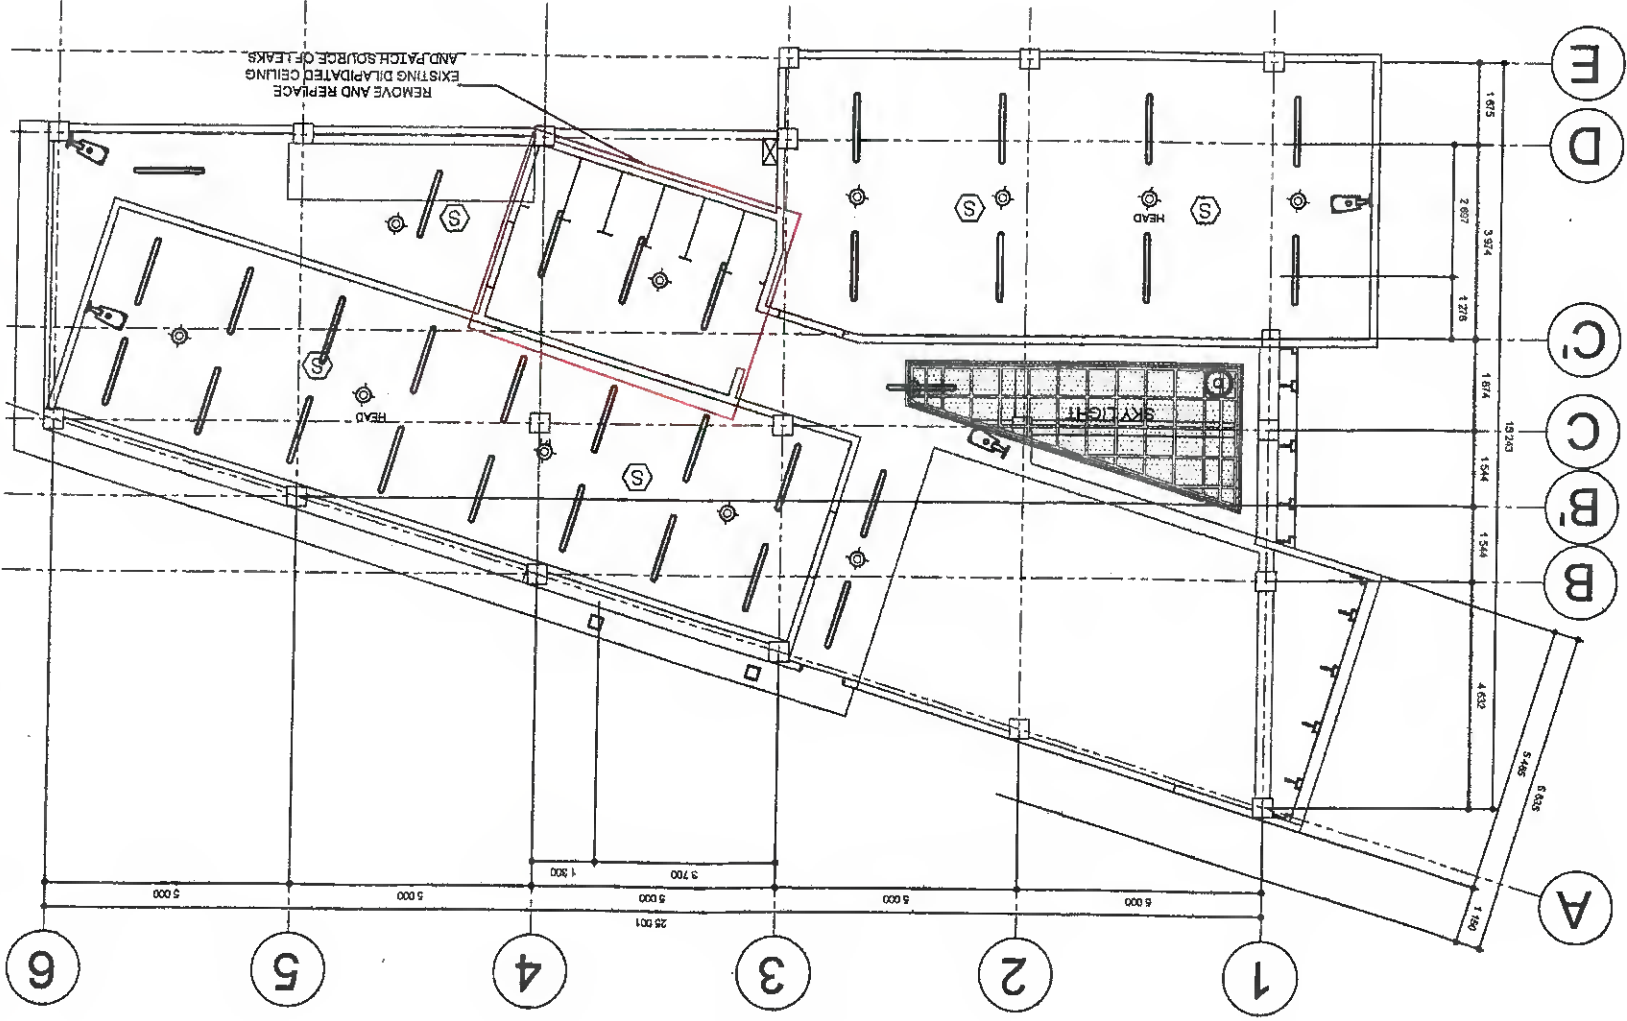 1
2
3
4
5
6
25 001
5 000
5 000
5 000
5 000
5 000
3 700
1 300
A
1 150
6 635
5 485
4 632
B
1 544
B'
1 544
C
15 243
1 874
C'
1 276
3 974
2 697
D
1 675
E
SKYLIGHT
b
S
HEAD
S
S
HEAD
S
S
REMOVE AND REPLACE
EXISTING DILAPIDATED CEILING
AND PATCH SOURCE OF LEAKS